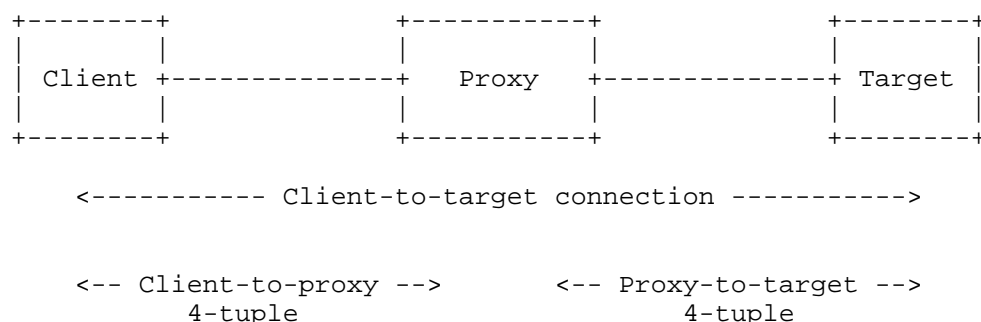 +--------+              +-----------+              +--------+
|        |              |           |              |        |
| Client +--------------+   Proxy   +--------------+ Target |
|        |              |           |              |        |
+--------+              +-----------+              +--------+
<----------- Client-to-target connection ----------->
<-- Client-to-proxy -->       <-- Proxy-to-target -->
4-tuple                         4-tuple